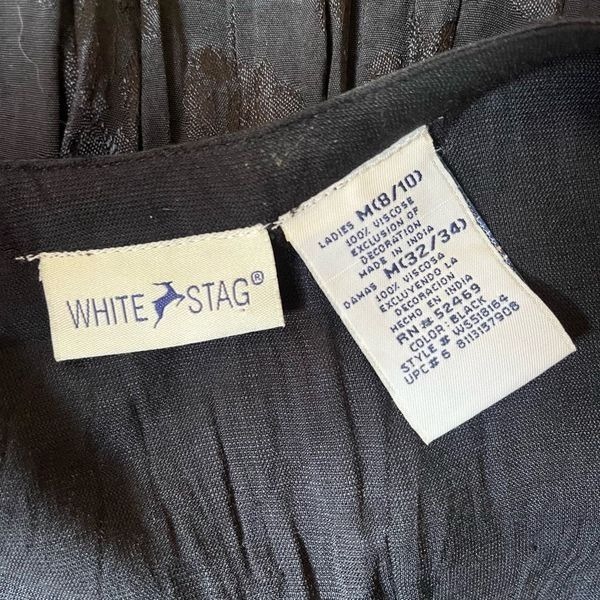 WHITE STAG®
LADIES M(8/10)
100% VISCOSE
EXCLUSION OF
DECORATION
MADE IN INDIA
DAMAS M(32/34)
100% VISCOSA
EXCLUYENDO LA
DECORACION
HECHO EN INDIA
RN# 52469
COLOR: BLACK
STYLE # WS518164
UPC# 6 8113157908